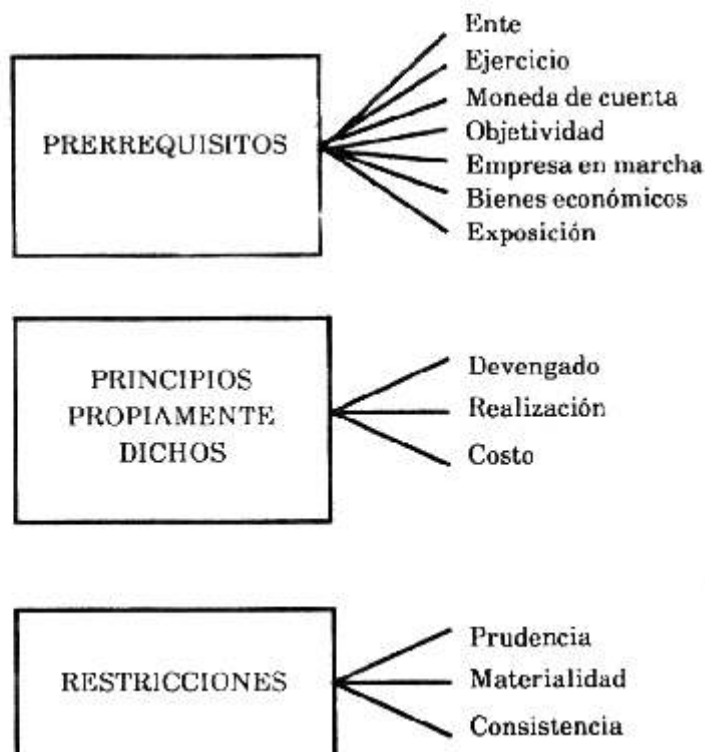 PRERREQUISITOS
Ente
Ejercicio
Moneda de cuenta
Objetividad
Empresa en marcha
Bienes económicos
Exposición
PRINCIPIOS
PROPIAMENTE
DICHOS
Devengado
Realización
Costo
RESTRICCIONES
Prudencia
Materialidad
Consistencia